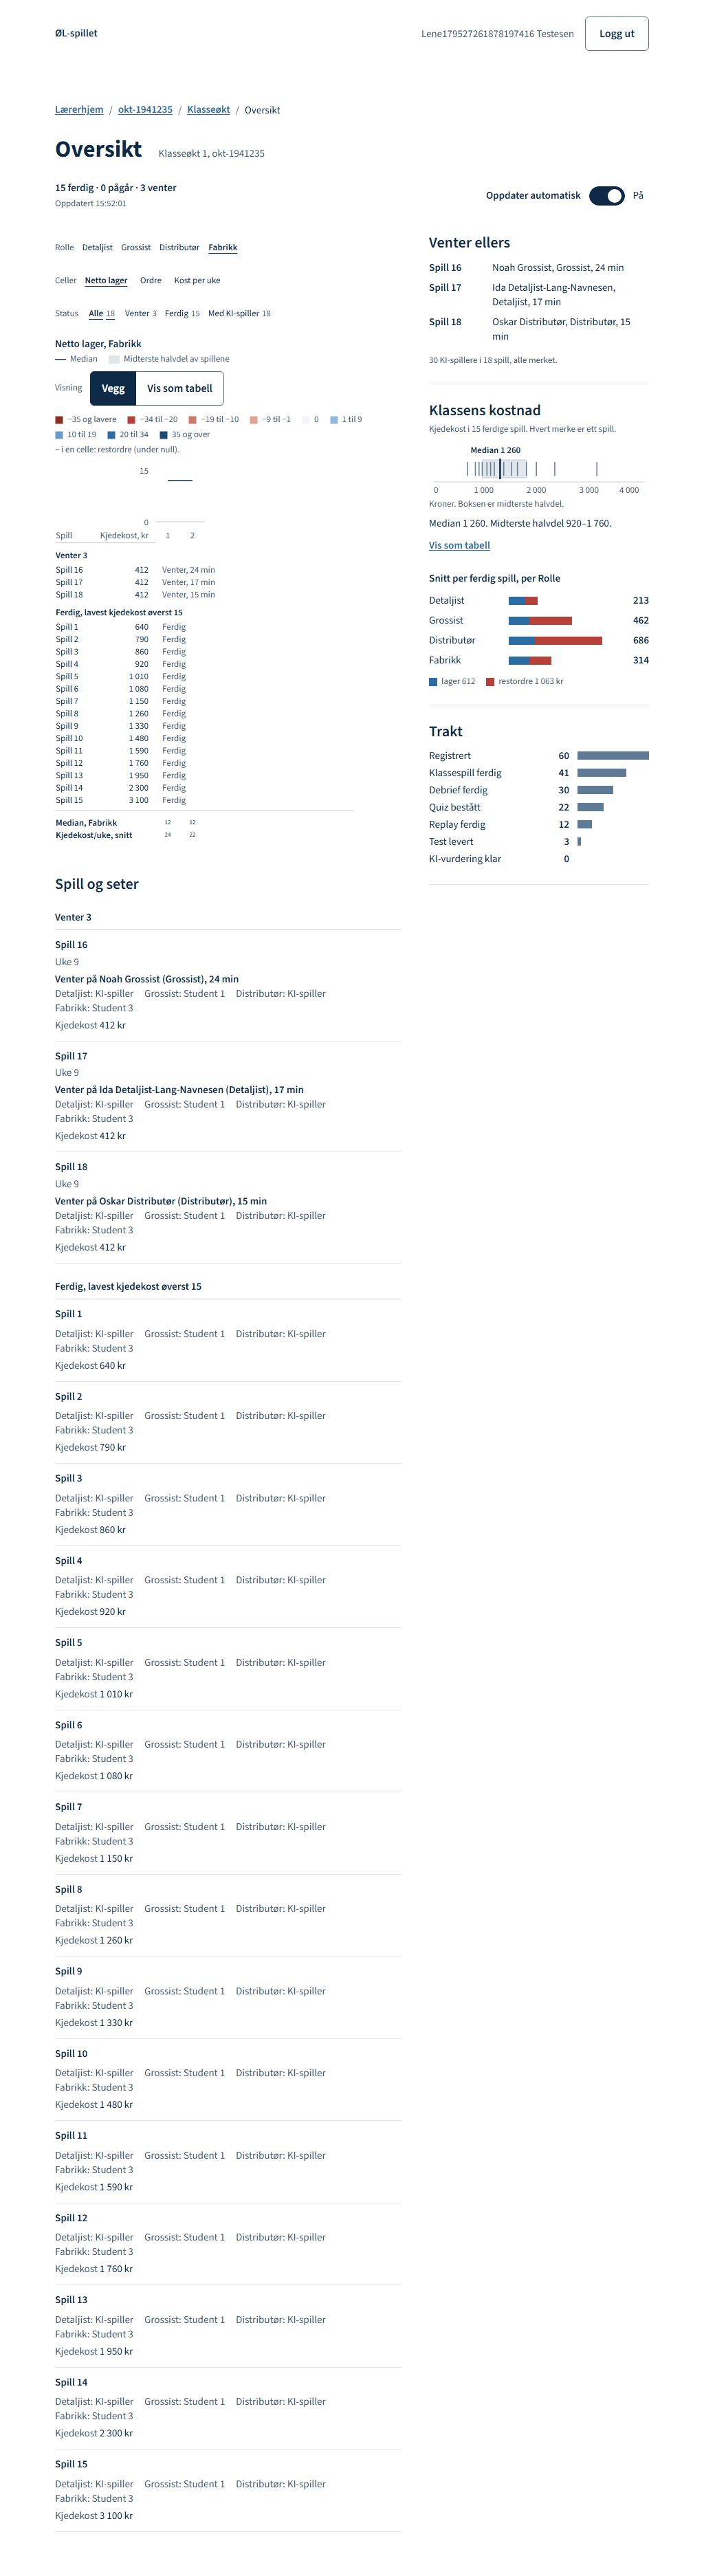 ØL-spillet
Lene179527261878197416 Testesen
Logg ut
Lærerhjem / okt-1941235 / Klasseøkt / Oversikt
Oversikt
Klasseøkt 1, okt-1941235
15 ferdig · 0 pågår · 3 venter
Oppdatert 15:52:01
Oppdater automatisk På
Rolle Detaljist Grossist Distributør Fabrikk
Celler Netto lager Ordre Kost per uke
Status Alle 18 Venter 3 Ferdig 15 Med KI-spiller 18
Netto lager, Fabrikk
Median Midterste halvdel av spillene
Visning Vegg Vis som tabell
−35 og lavere −34 til −20 −19 til −10 −9 til −1 0 1 til 9
10 til 19 20 til 34 35 og over
− i en celle: restordre (under null).
15
0
Spill Kjedekost, kr 1 2
Venter 3
Spill 16 412 Venter, 24 min
Spill 17 412 Venter, 17 min
Spill 18 412 Venter, 15 min
Ferdig, lavest kjedekost øverst 15
Spill 1 640 Ferdig
Spill 2 790 Ferdig
Spill 3 860 Ferdig
Spill 4 920 Ferdig
Spill 5 1 010 Ferdig
Spill 6 1 080 Ferdig
Spill 7 1 150 Ferdig
Spill 8 1 260 Ferdig
Spill 9 1 330 Ferdig
Spill 10 1 480 Ferdig
Spill 11 1 590 Ferdig
Spill 12 1 760 Ferdig
Spill 13 1 950 Ferdig
Spill 14 2 300 Ferdig
Spill 15 3 100 Ferdig
Median, Fabrikk 12 12
Kjedekost/uke, snitt 24 22
Venter ellers
Spill 16 Noah Grossist, Grossist, 24 min
Spill 17 Ida Detaljist-Lang-Navnesen,
Detaljist, 17 min
Spill 18 Oskar Distributør, Distributør, 15
min
30 KI-spillere i 18 spill, alle merket.
Klassens kostnad
Kjedekost i 15 ferdige spill. Hvert merke er ett spill.
Median 1 260
0 1 000 2 000 3 000 4 000
Kroner. Boksen er midterste halvdel.
Median 1 260. Midterste halvdel 920–1 760.
Vis som tabell
Snitt per ferdig spill, per Rolle
Detaljist 213
Grossist 462
Distributør 686
Fabrikk 314
lager 612 restordre 1 063 kr
Trakt
Registrert 60
Klassespill ferdig 41
Debrief ferdig 30
Quiz bestått 22
Replay ferdig 12
Test levert 3
KI-vurdering klar 0
Spill og seter
Venter 3
Spill 16
Uke 9
Venter på Noah Grossist (Grossist), 24 min
Detaljist: KI-spiller Grossist: Student 1 Distributør: KI-spiller
Fabrikk: Student 3
Kjedekost 412 kr
Spill 17
Uke 9
Venter på Ida Detaljist-Lang-Navnesen (Detaljist), 17 min
Detaljist: KI-spiller Grossist: Student 1 Distributør: KI-spiller
Fabrikk: Student 3
Kjedekost 412 kr
Spill 18
Uke 9
Venter på Oskar Distributør (Distributør), 15 min
Detaljist: KI-spiller Grossist: Student 1 Distributør: KI-spiller
Fabrikk: Student 3
Kjedekost 412 kr
Ferdig, lavest kjedekost øverst 15
Spill 1
Detaljist: KI-spiller Grossist: Student 1 Distributør: KI-spiller
Fabrikk: Student 3
Kjedekost 640 kr
Spill 2
Detaljist: KI-spiller Grossist: Student 1 Distributør: KI-spiller
Fabrikk: Student 3
Kjedekost 790 kr
Spill 3
Detaljist: KI-spiller Grossist: Student 1 Distributør: KI-spiller
Fabrikk: Student 3
Kjedekost 860 kr
Spill 4
Detaljist: KI-spiller Grossist: Student 1 Distributør: KI-spiller
Fabrikk: Student 3
Kjedekost 920 kr
Spill 5
Detaljist: KI-spiller Grossist: Student 1 Distributør: KI-spiller
Fabrikk: Student 3
Kjedekost 1 010 kr
Spill 6
Detaljist: KI-spiller Grossist: Student 1 Distributør: KI-spiller
Fabrikk: Student 3
Kjedekost 1 080 kr
Spill 7
Detaljist: KI-spiller Grossist: Student 1 Distributør: KI-spiller
Fabrikk: Student 3
Kjedekost 1 150 kr
Spill 8
Detaljist: KI-spiller Grossist: Student 1 Distributør: KI-spiller
Fabrikk: Student 3
Kjedekost 1 260 kr
Spill 9
Detaljist: KI-spiller Grossist: Student 1 Distributør: KI-spiller
Fabrikk: Student 3
Kjedekost 1 330 kr
Spill 10
Detaljist: KI-spiller Grossist: Student 1 Distributør: KI-spiller
Fabrikk: Student 3
Kjedekost 1 480 kr
Spill 11
Detaljist: KI-spiller Grossist: Student 1 Distributør: KI-spiller
Fabrikk: Student 3
Kjedekost 1 590 kr
Spill 12
Detaljist: KI-spiller Grossist: Student 1 Distributør: KI-spiller
Fabrikk: Student 3
Kjedekost 1 760 kr
Spill 13
Detaljist: KI-spiller Grossist: Student 1 Distributør: KI-spiller
Fabrikk: Student 3
Kjedekost 1 950 kr
Spill 14
Detaljist: KI-spiller Grossist: Student 1 Distributør: KI-spiller
Fabrikk: Student 3
Kjedekost 2 300 kr
Spill 15
Detaljist: KI-spiller Grossist: Student 1 Distributør: KI-spiller
Fabrikk: Student 3
Kjedekost 3 100 kr